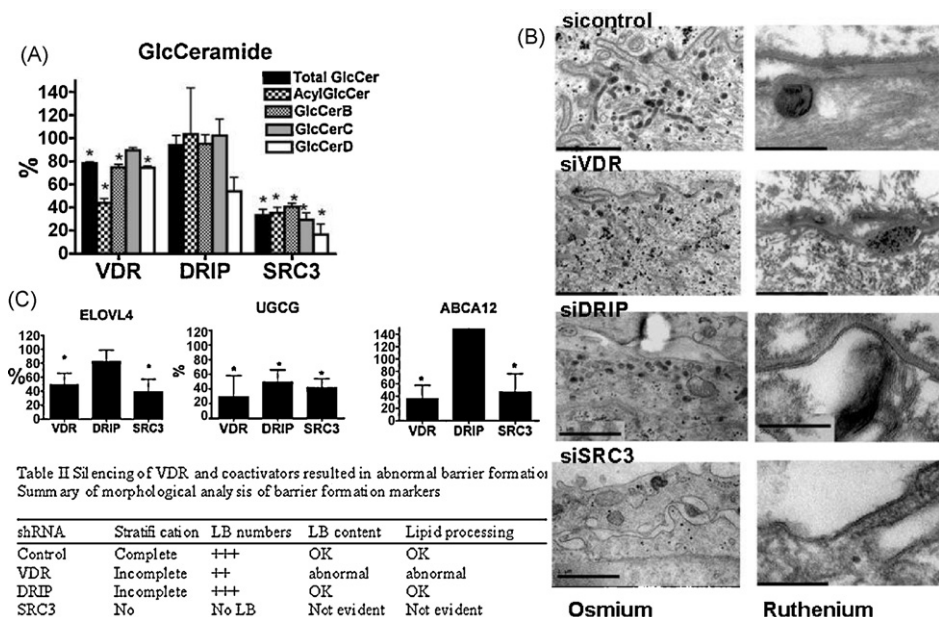 (A)
GlcCeramide
Total GlcCer
AcylGlcCer
GlcCerB
GlcCerC
GlcCerD
%
140
120
100
80
60
40
20
0
* * * *
* * * * *
VDR DRIP SRC3
(B)
sicontrol
siVDR
siDRIP
siSRC3
Osmium Ruthenium
(C)
ELOVL4
%
120
100
80
60
40
20
0
* *
VDR DRIP SRC3
UGCG
%
100
80
60
40
20
0
* * *
VDR DRIP SRC3
ABCA12
140
120
100
80
60
40
20
0
* *
VDR DRIP SRC3
Table II Silencing of VDR and coactivators resulted in abnormal barrier formation
Summary of morphological analysis of barrier formation markers
shRNA Stratification LB numbers LB content Lipid processing
Control Complete +++ OK OK
VDR Incomplete ++ abnormal abnormal
DRIP Incomplete +++ OK OK
SRC3 No No LB Not evident Not evident